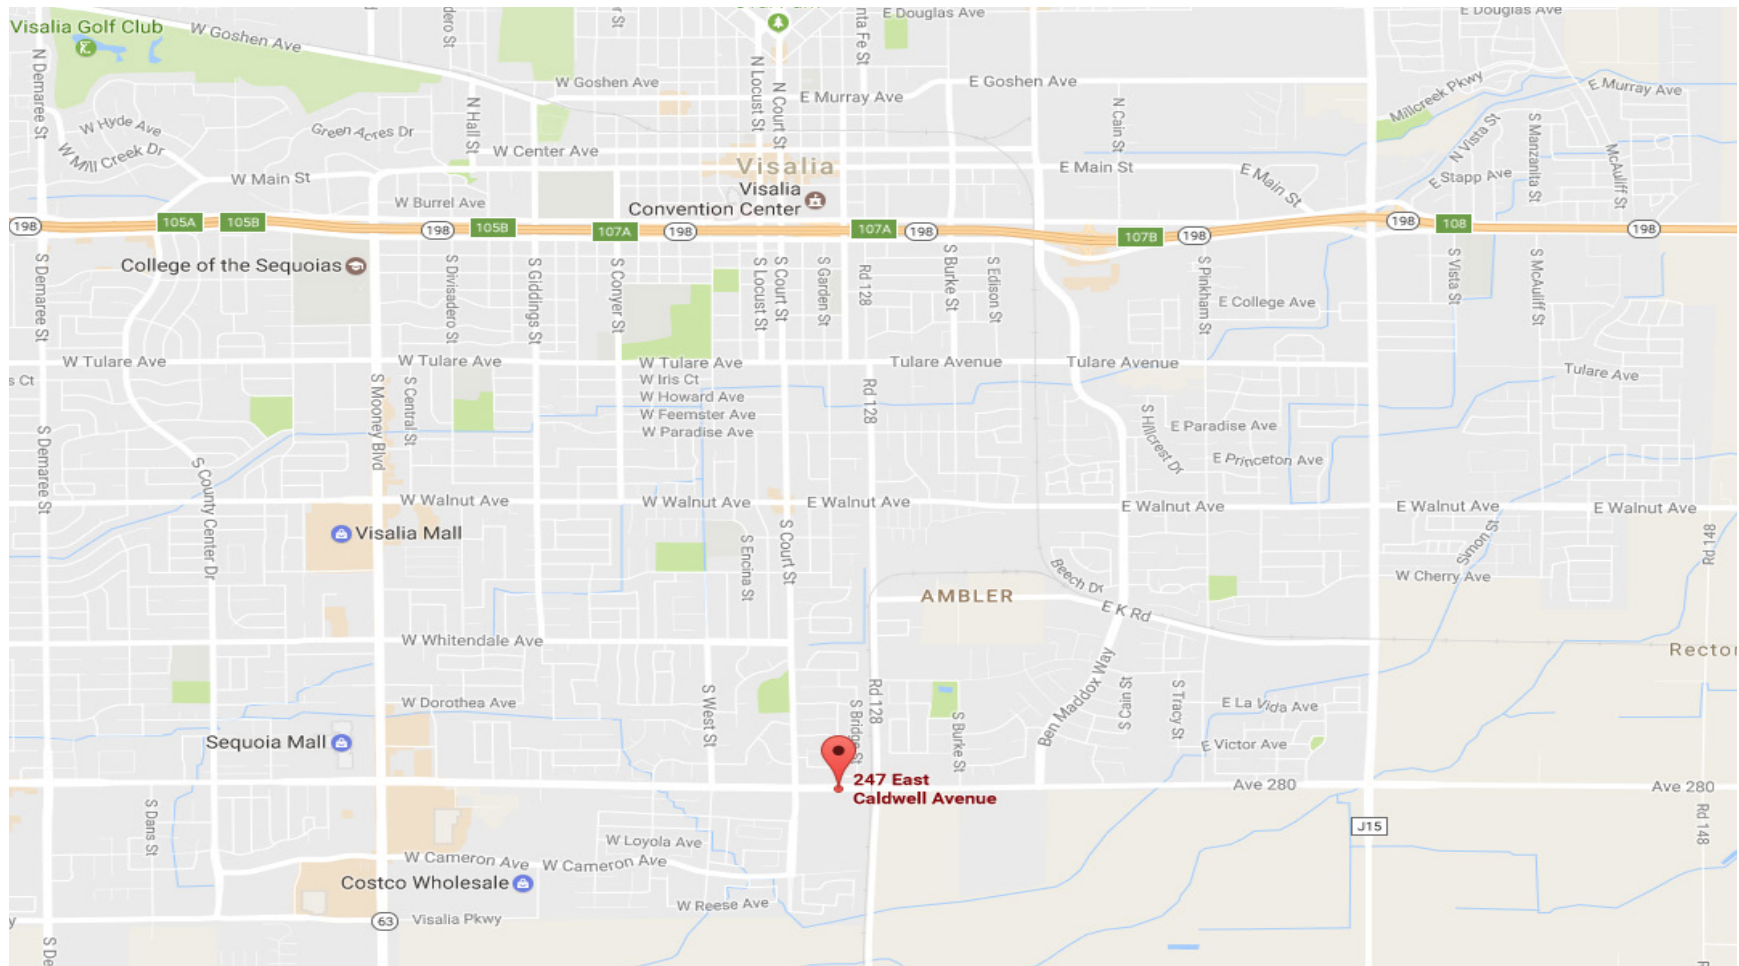 E Douglas Ave
E Douglas Ave
Visalia Golf Club
W Goshen Ave
N Demaree St
W Goshen Ave
E Goshen Ave
Millcreek Pkwy
E Murray Ave
E Murray Ave
N Locust St
N Court St
N Hall St
N Cain St
W Hyde Ave
Green Acres Dr
W Mill Creek Dr
N Vista St
S Manzanita St
McAuliff St
W Center Ave
Visalia
E Main St
E Main St
W Main St
E Stapp Ave
Visalia
Convention Center
W Burrel Ave
198
105A
105B
198
105B
107A
198
107A
198
107B
198
198
108
198
College of the Sequoias
S Demaree St
S Divisadero St
S Giddings St
S Conyer St
S Locust St
S Court St
S Garden St
Rd 128
S Burke St
S Edison St
S Pinkham St
E College Ave
S Vista St
S McAuliff St
W Tulare Ave
W Tulare Ave
W Tulare Ave
Tulare Avenue
Tulare Avenue
Tulare Ave
s Ct
W Iris Ct
W Howard Ave
W Feemster Ave
W Paradise Ave
S Mooney Blvd
S Central St
Rd 128
S Hillcrest Dr
E Paradise Ave
E Princeton Ave
S Demaree St
S County Center Dr
W Walnut Ave
W Walnut Ave
E Walnut Ave
E Walnut Ave
E Walnut Ave
E Walnut Ave
Visalia Mall
S Encina St
S Court St
Simon St
Rd 148
Beech Dr
W Cherry Ave
AMBLER
E K Rd
W Whitendale Ave
Rector
W Dorothea Ave
S West St
S Bridge St
Rd 128
S Burke St
Ben Maddox Way
S Cain St
S Tracy St
E La Vida Ave
E Victor Ave
Sequoia Mall
247 East
Caldwell Avenue
Ave 280
Ave 280
S Dans St
J15
Rd 148
W Loyola Ave
W Cameron Ave
W Cameron Ave
Costco Wholesale
W Reese Ave
63
Visalia Pkwy
S De